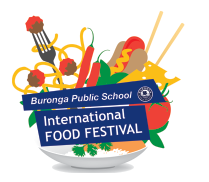 Buronga Public School
International
FOOD FESTIVAL